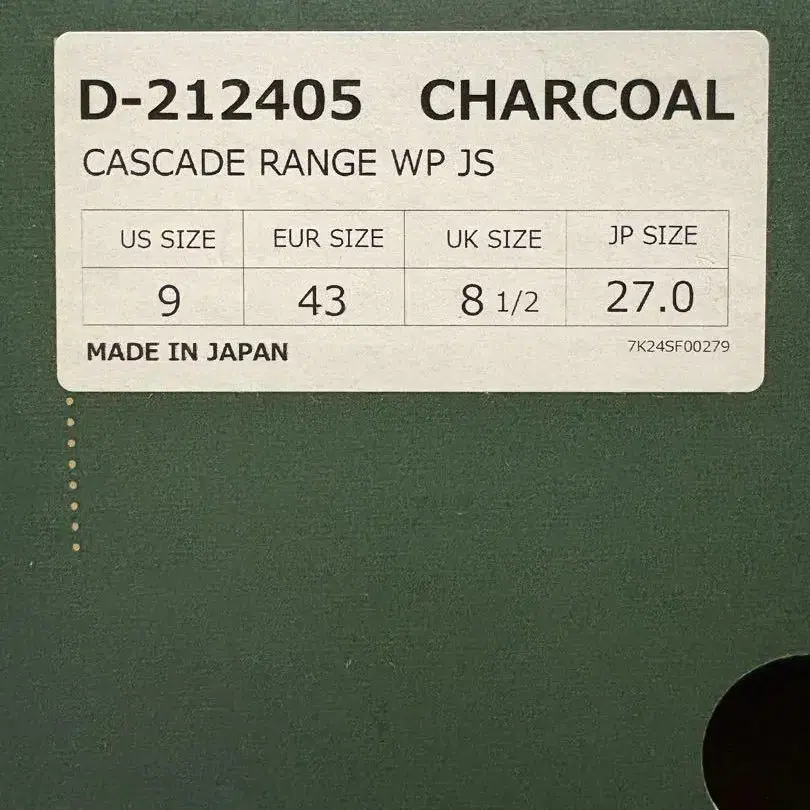 D-212405 CHARCOAL
CASCADE RANGE WP JS
US SIZE EUR SIZE UK SIZE JP SIZE
9 43 8 1/2 27.0
MADE IN JAPAN 7K24SF00279